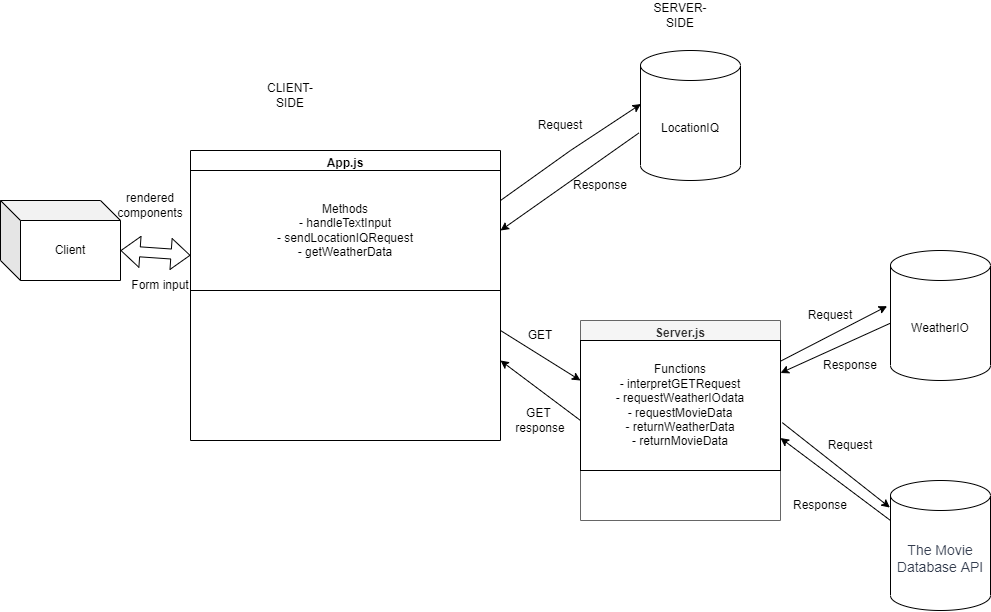 SERVER-
SIDE
CLIENT-
SIDE
Request
LocationIQ
Response
App.js
Methods
- handleTextInput
- sendLocationIQRequest
- getWeatherData
rendered
components
Client
Form input
GET
GET
response
Server.js
Functions
- interpretGETRequest
- requestWeatherIOdata
- requestMovieData
- returnWeatherData
- returnMovieData
Request
WeatherIO
Response
Request
Response
The Movie
Database API